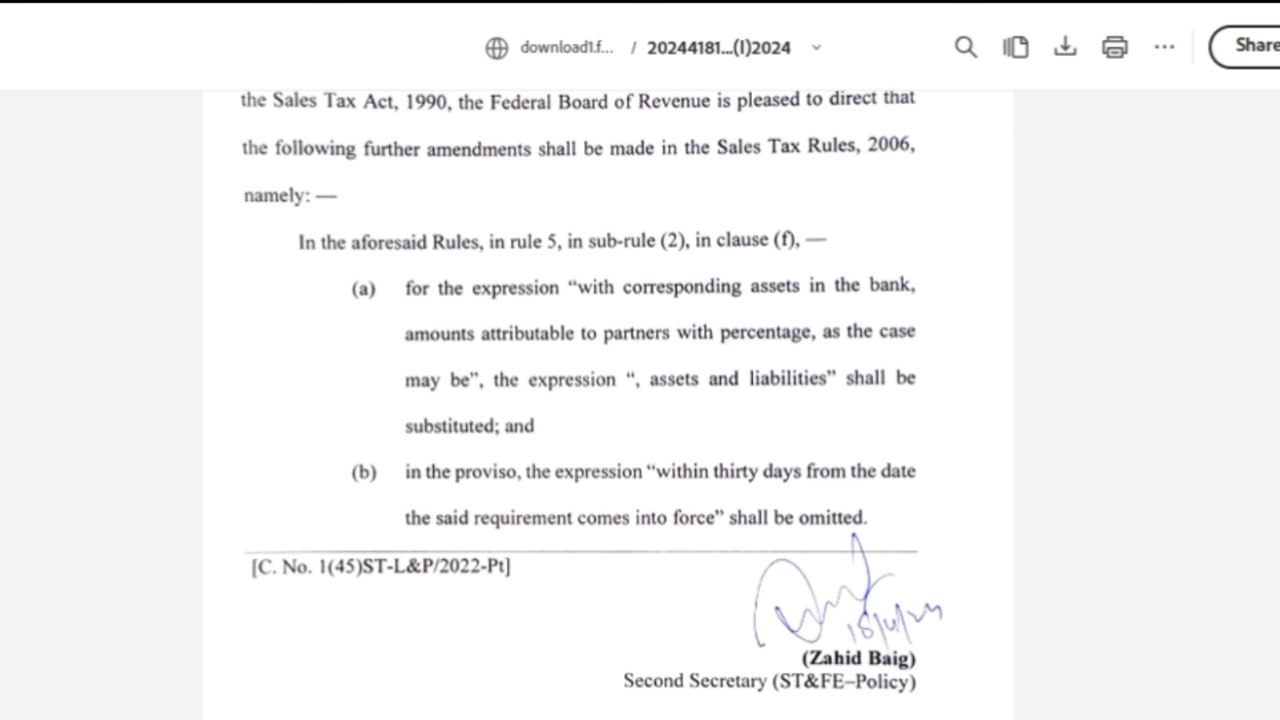 download1.f... / 20244181...(I)2024
Share
the Sales Tax Act, 1990, the Federal Board of Revenue is pleased to direct that
the following further amendments shall be made in the Sales Tax Rules, 2006,
namely: —
In the aforesaid Rules, in rule 5, in sub-rule (2), in clause (f), —
(a) for the expression “with corresponding assets in the bank,
amounts attributable to partners with percentage, as the case
may be”, the expression “, assets and liabilities” shall be
substituted; and
(b) in the proviso, the expression “within thirty days from the date
the said requirement comes into force” shall be omitted.
[C. No. 1(45)ST-L&P/2022-Pt]
(Zahid Baig)
Second Secretary (ST&FE–Policy)